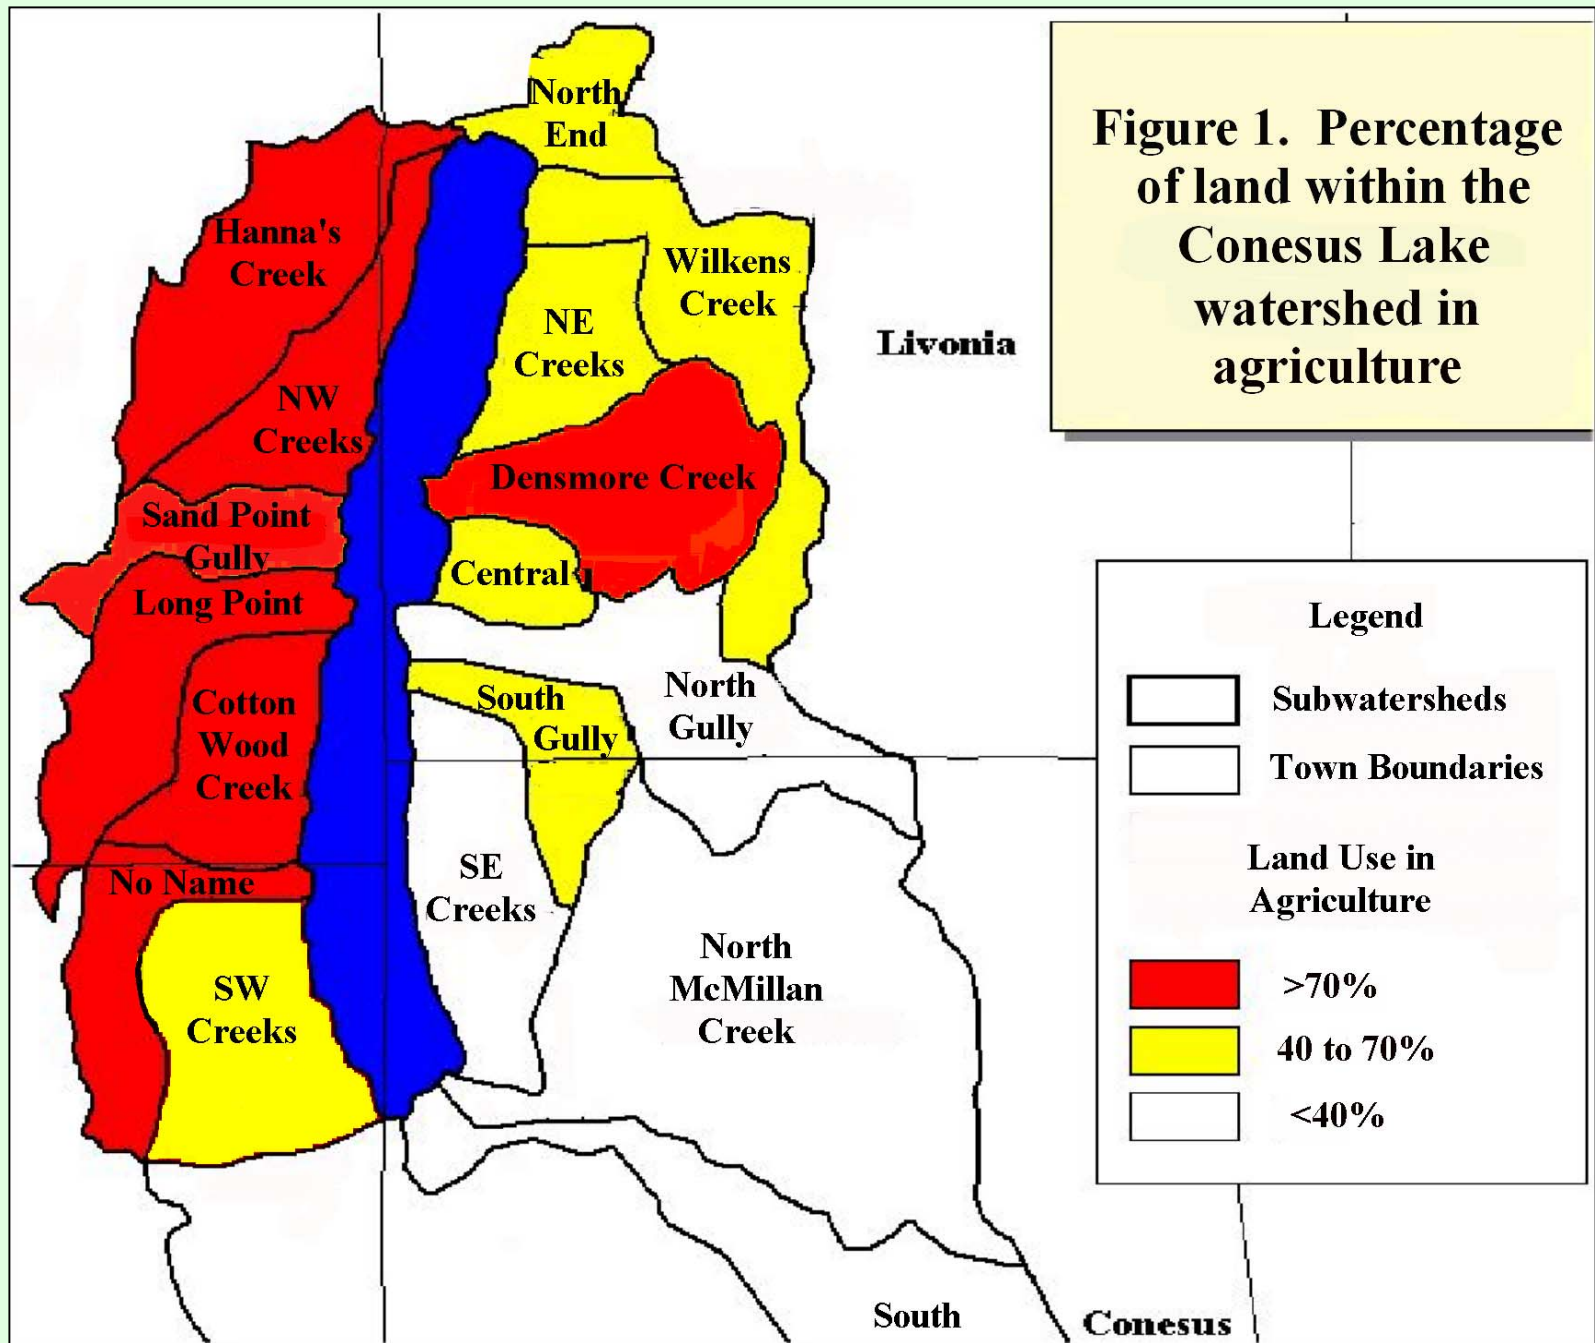 Figure 1. Percentage
of land within the
Conesus Lake
watershed in
agriculture
North
End
Hanna's
Creek
Wilkens
Creek
NE
Creeks
Livonia
NW
Creeks
Densmore Creek
Sand Point
Gully
Central
Long Point
North
Gully
South
Gully
Cotton
Wood
Creek
SE
Creeks
No Name
North
McMillan
Creek
SW
Creeks
South
Conesus
Legend
Subwatersheds
Town Boundaries
Land Use in
Agriculture
>70%
40 to 70%
<40%